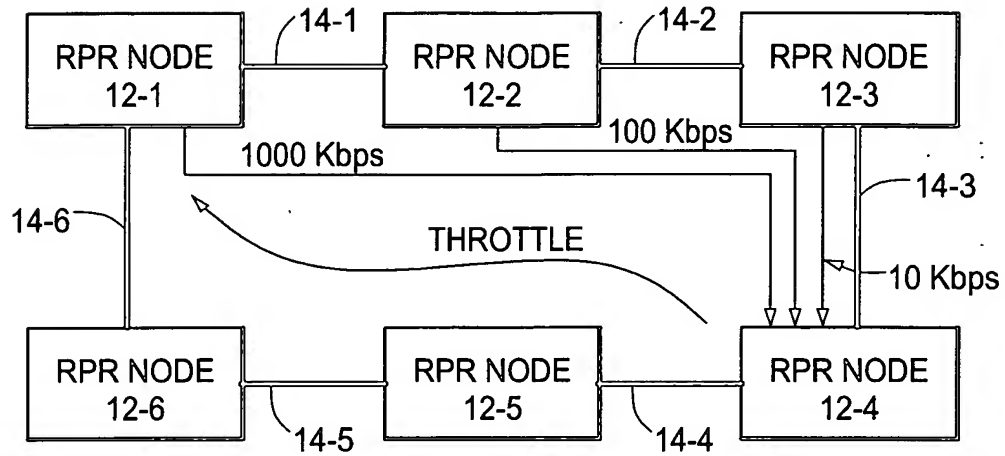 14-1
14-2
RPR NODE
12-1
RPR NODE
12-2
RPR NODE
12-3
1000 Kbps
100 Kbps
14-3
14-6
THROTTLE
10 Kbps
RPR NODE
12-6
RPR NODE
12-5
RPR NODE
12-4
14-5
14-4